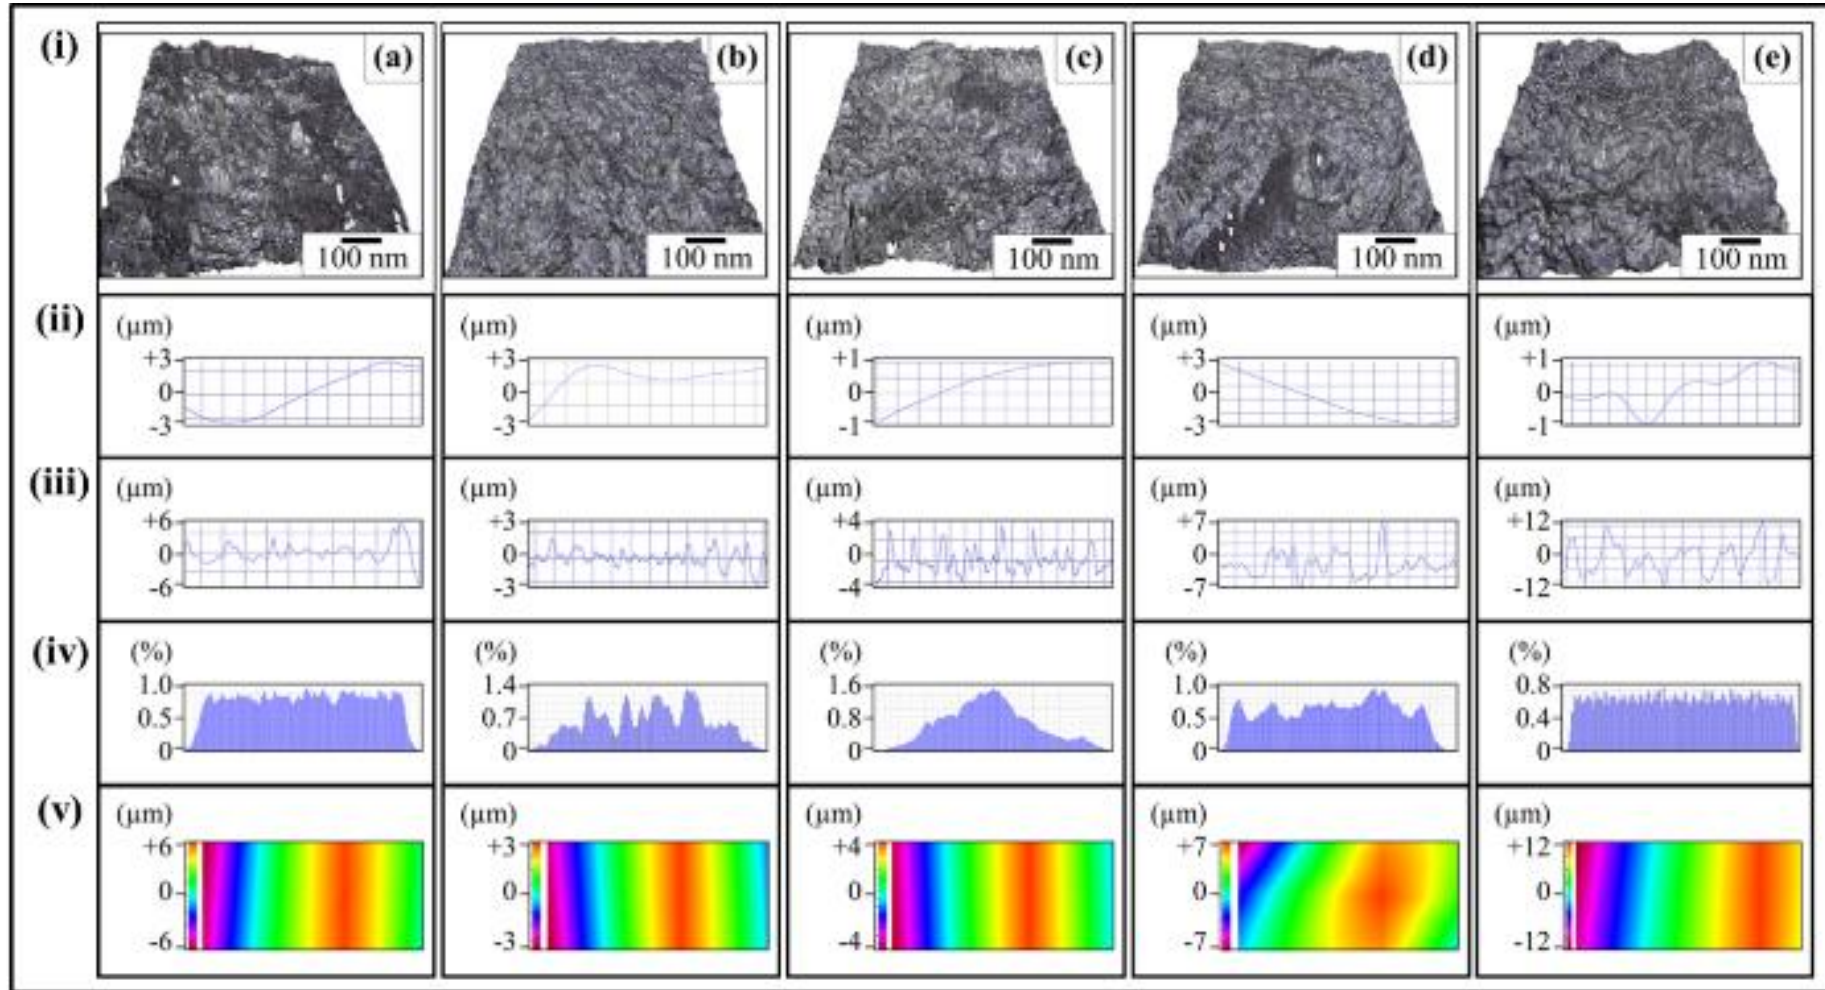 (i) (a) (b) (c) (d) (e)
100 nm 100 nm 100 nm 100 nm 100 nm
(ii)
(µm) (µm) (µm) (µm) (µm)
+3 +3 +1 +3 +1
0 0 0 0 0
-3 -3 -1 -3 -1
(iii)
(µm) (µm) (µm) (µm) (µm)
+6 +3 +4 +7 +12
0 0 0 0 0
-6 -3 -4 -7 -12
(iv)
(%) (%) (%) (%) (%)
1.0 1.4 1.6 1.0 0.8
0.5 0.7 0.8 0.5 0.4
0 0 0 0 0
(v)
(µm) (µm) (µm) (µm) (µm)
+6 +3 +4 +7 +12
0 0 0 0 0
-6 -3 -4 -7 -12